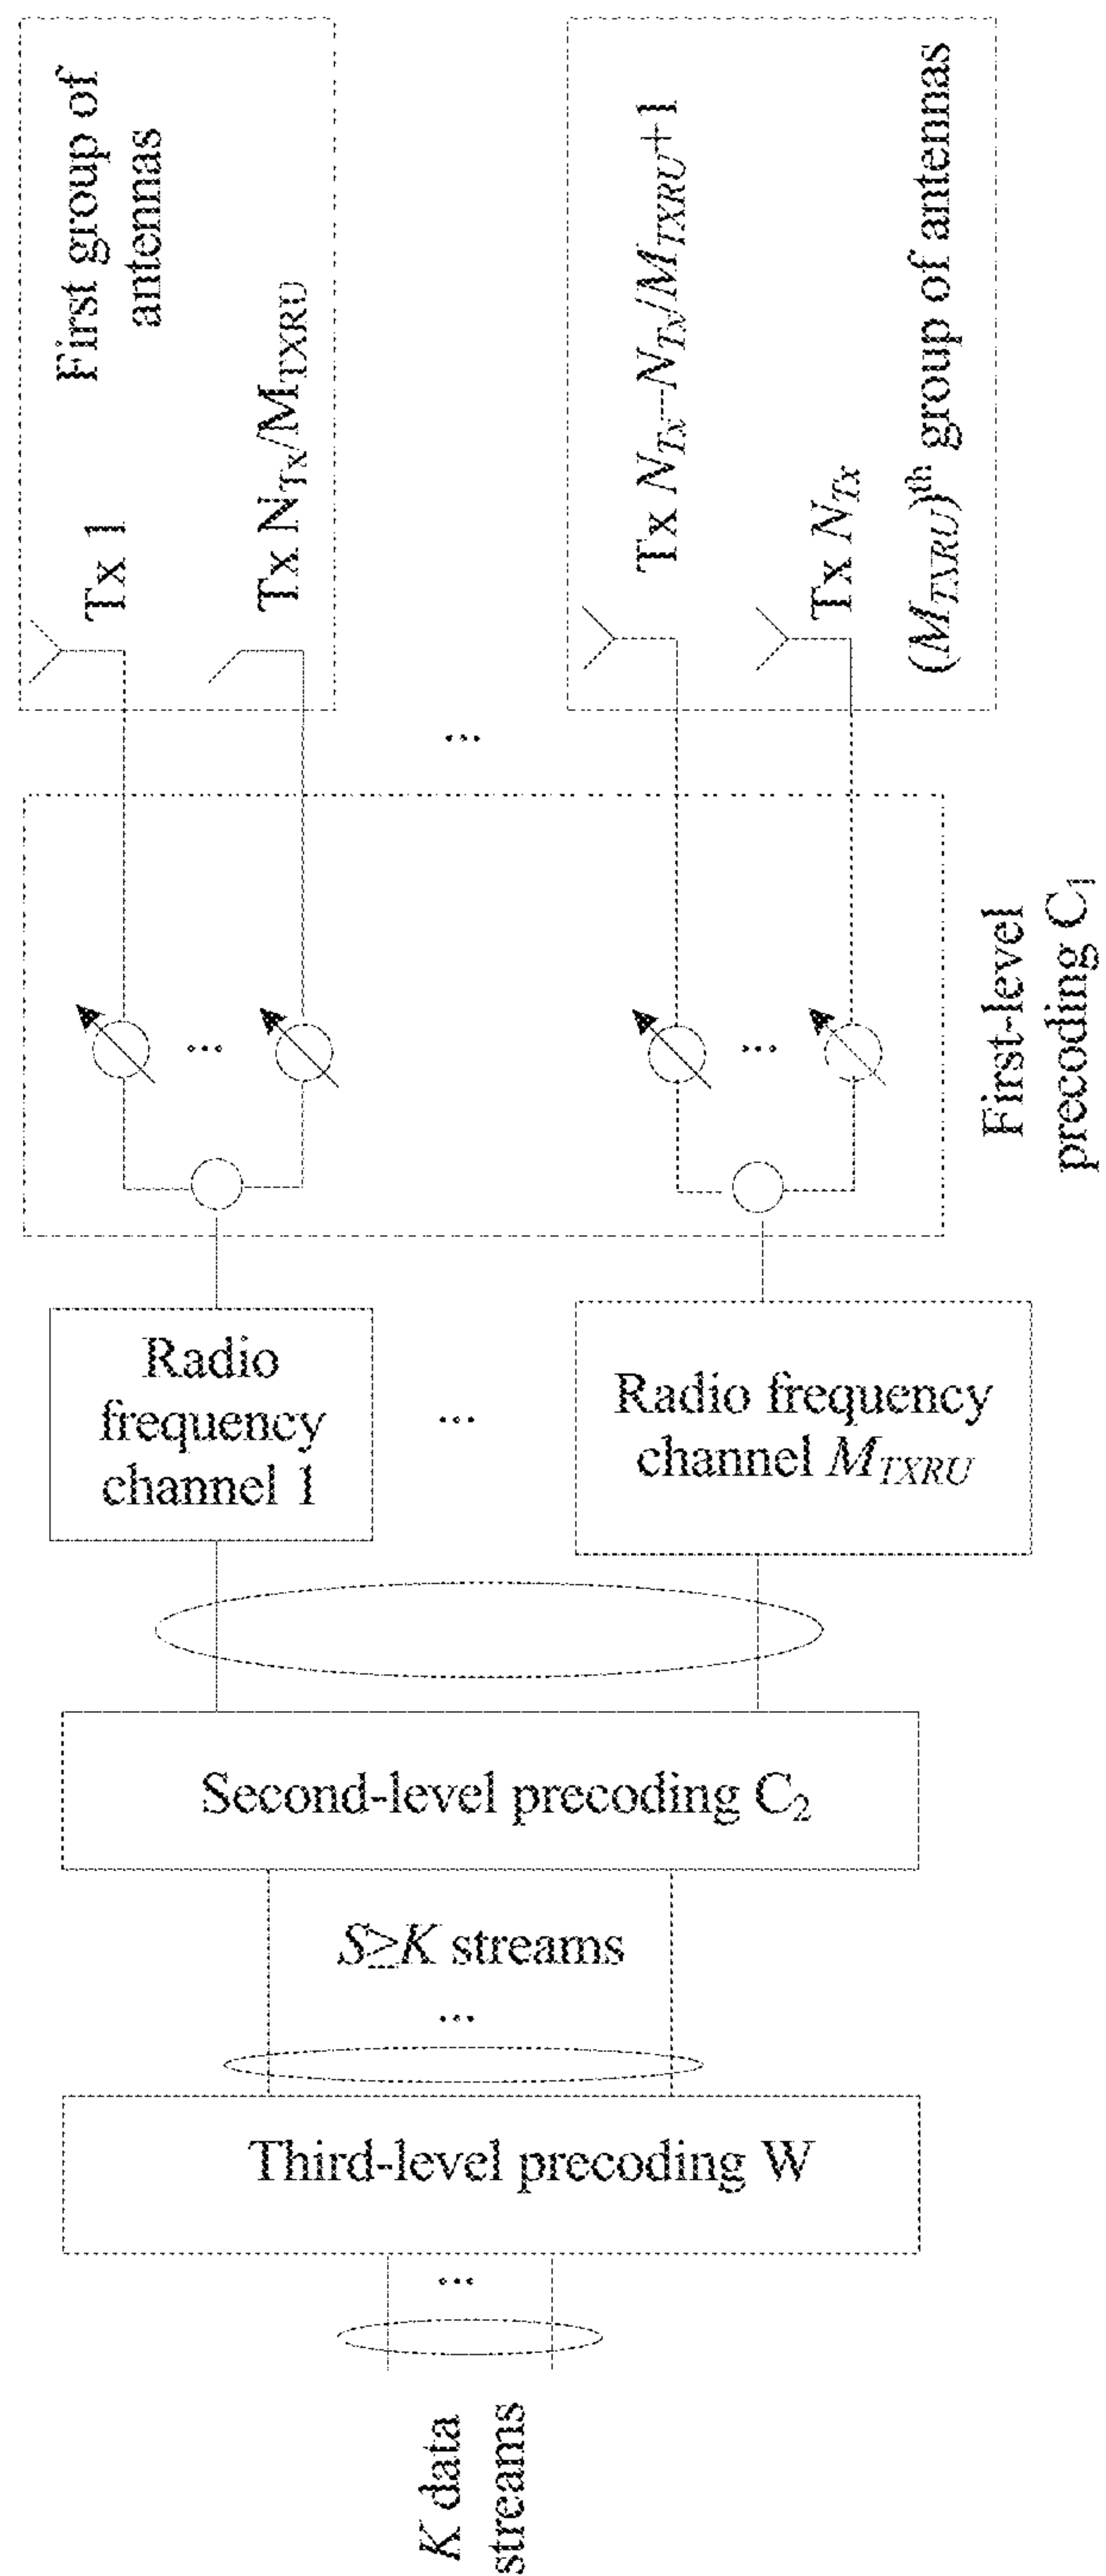 First group of
antennas
Tx 1
Tx N_Tx/M_TXRU
Tx N_Tx–N_Tx/M_TXRU+1
Tx N_Tx
(M_TXRU)^th group of antennas
...
... ...
First-level
precoding C₁
Radio
frequency
channel 1
...
Radio frequency
channel M_TXRU
Second-level precoding C₂
S≥K streams
...
Third-level precoding W
...
K data
streams